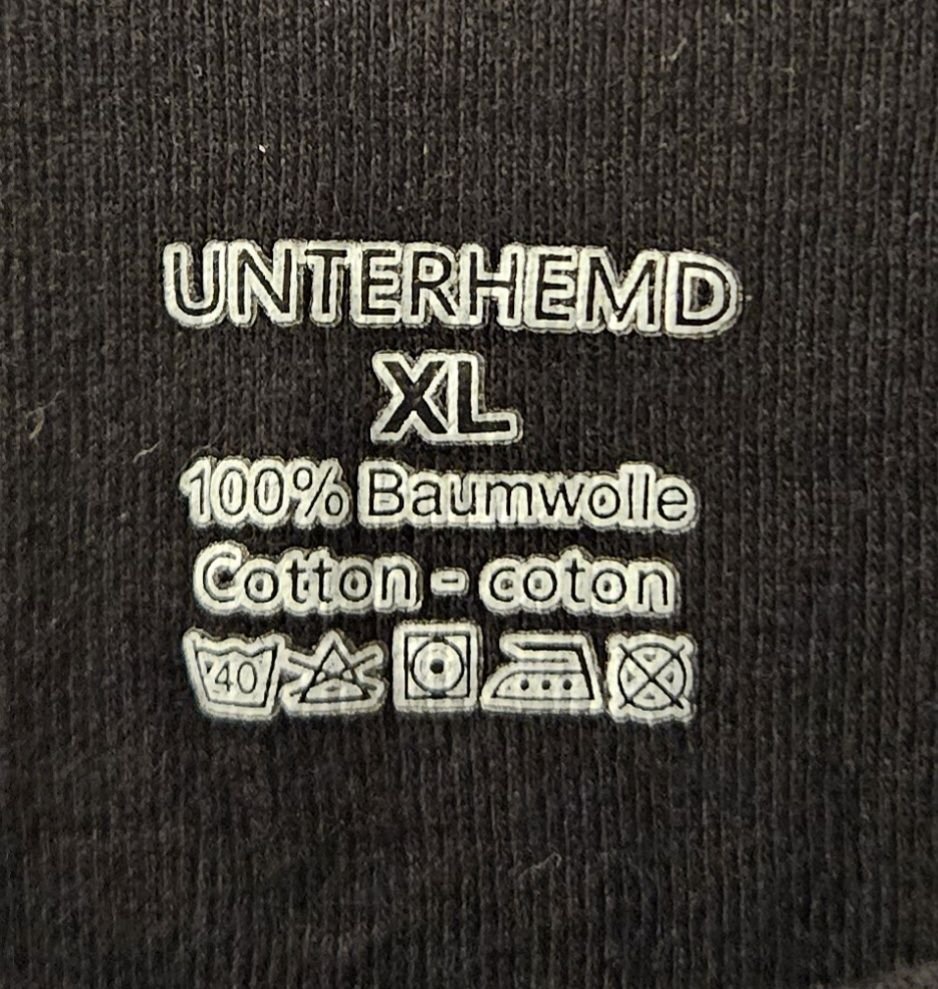 UNTERHEMD
XL
100% Baumwolle
Cotton - coton
40